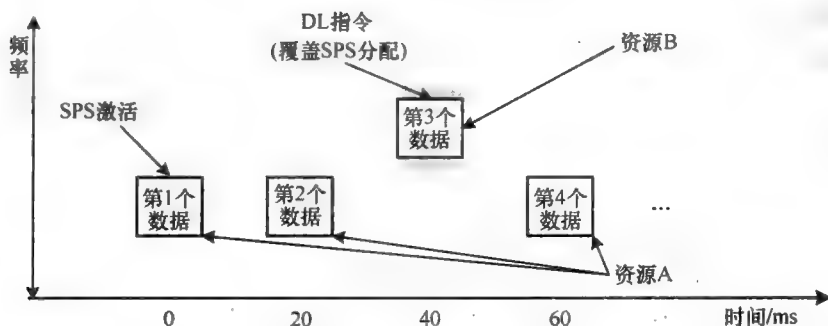 DL指令
(覆盖SPS分配)
资源B
频率
SPS激活
第3个
数据
第1个
数据
第2个
数据
第4个
数据
...
资源A
0
20
40
60
时间/ms